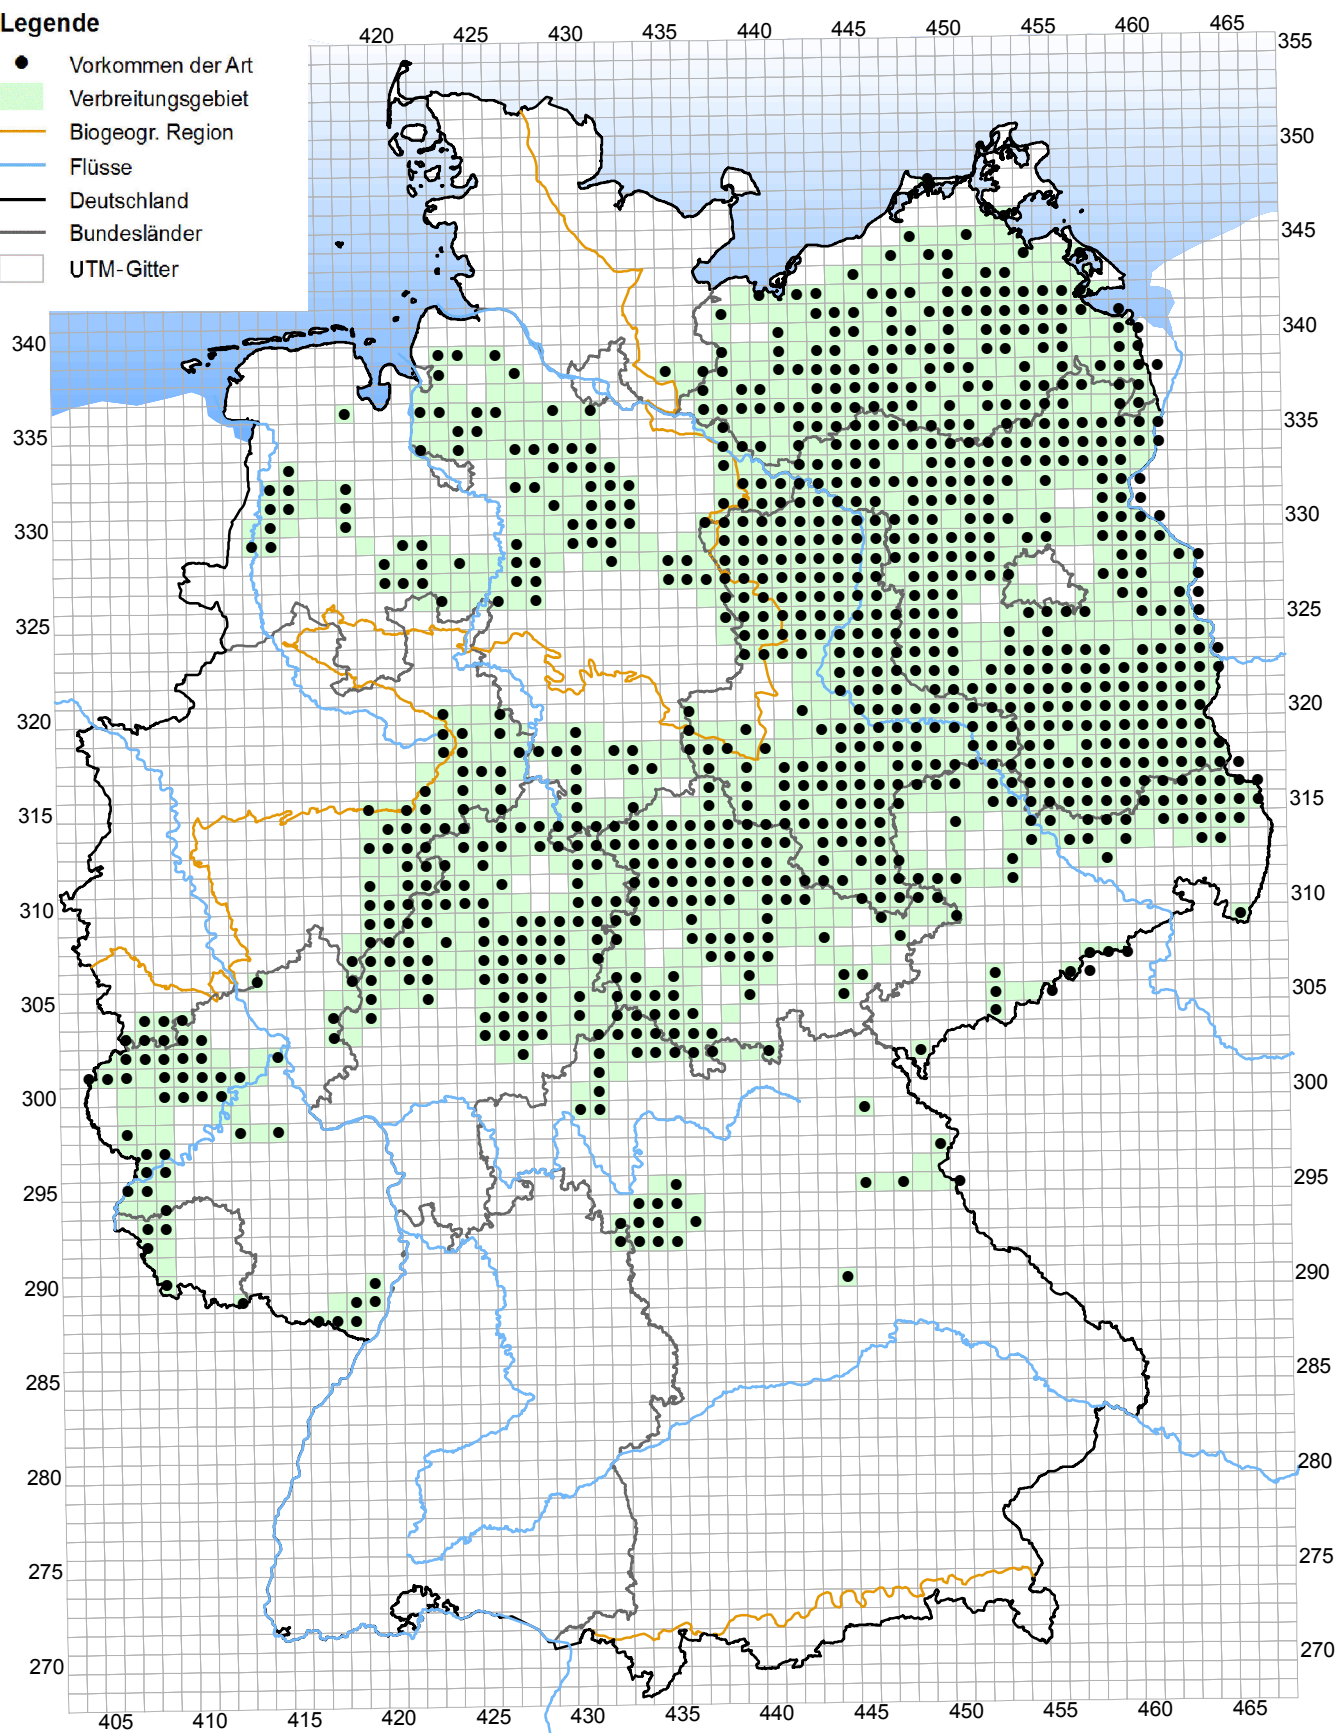 Legende
Vorkommen der Art
Verbreitungsgebiet
Biogeogr. Region
Flüsse
Deutschland
Bundesländer
UTM-Gitter
420 425 430 435 440 445 450 455 460 465
355
350
345
340 340
335 335
330 330
325 325
320 320
315 315
310 310
305 305
300 300
295 295
290 290
285 285
280 280
275 275
270 270
405 410 415 420 425 430 435 440 445 450 455 460 465